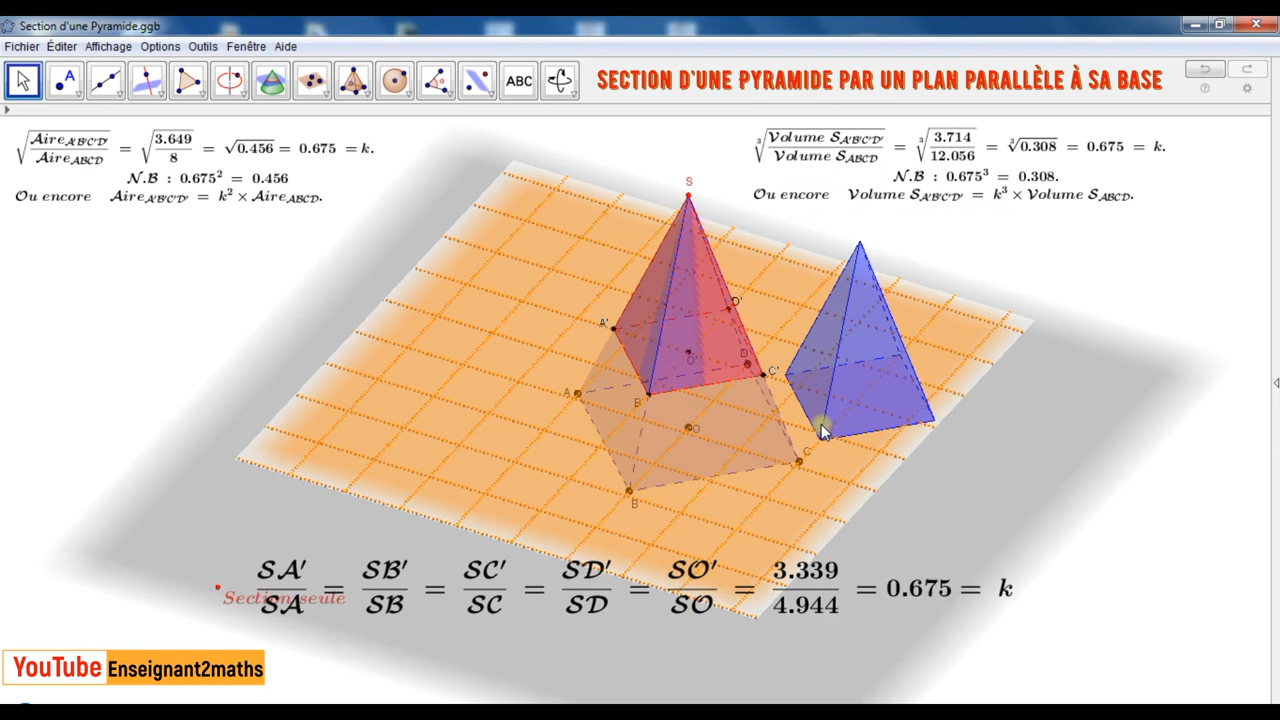 Section d'une Pyramide.ggb
Fichier Éditer Affichage Options Outils Fenêtre Aide
A ABC
SECTION D'UNE PYRAMIDE PAR UN PLAN PARALLÈLE À SA BASE
√(Aire A'B'C'D' / Aire ABCD) = √(3.649 / 8) = √0.456 = 0.675 = k.
N.B : 0.675² = 0.456
Ou encore Aire A'B'C'D' = k² × Aire ABCD.
∛(Volume SA'B'C'D' / Volume SABCD) = ∛(3.714 / 12.056) = ∛0.308 = 0.675 = k.
N.B : 0.675³ = 0.308.
Ou encore Volume SA'B'C'D' = k³ × Volume SABCD.
S
D'
A'
O'
D
C'
A
B'
O
C
B
SA'/SA = SB'/SB = SC'/SC = SD'/SD = SO'/SO = 3.339/4.944 = 0.675 = k
Section seule
YouTube Enseignant2maths